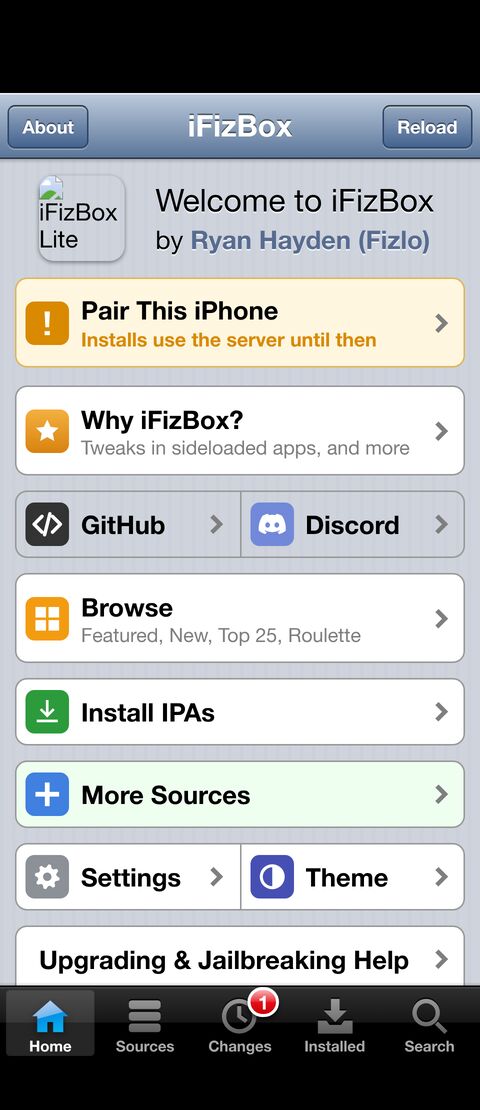 About
iFizBox
Reload
iFizBox
Lite
Welcome to iFizBox
by Ryan Hayden (Fizlo)
Pair This iPhone
Installs use the server until then
Why iFizBox?
Tweaks in sideloaded apps, and more
GitHub
Discord
Browse
Featured, New, Top 25, Roulette
Install IPAs
More Sources
Settings
Theme
Upgrading & Jailbreaking Help
1
Home
Sources
Changes
Installed
Search